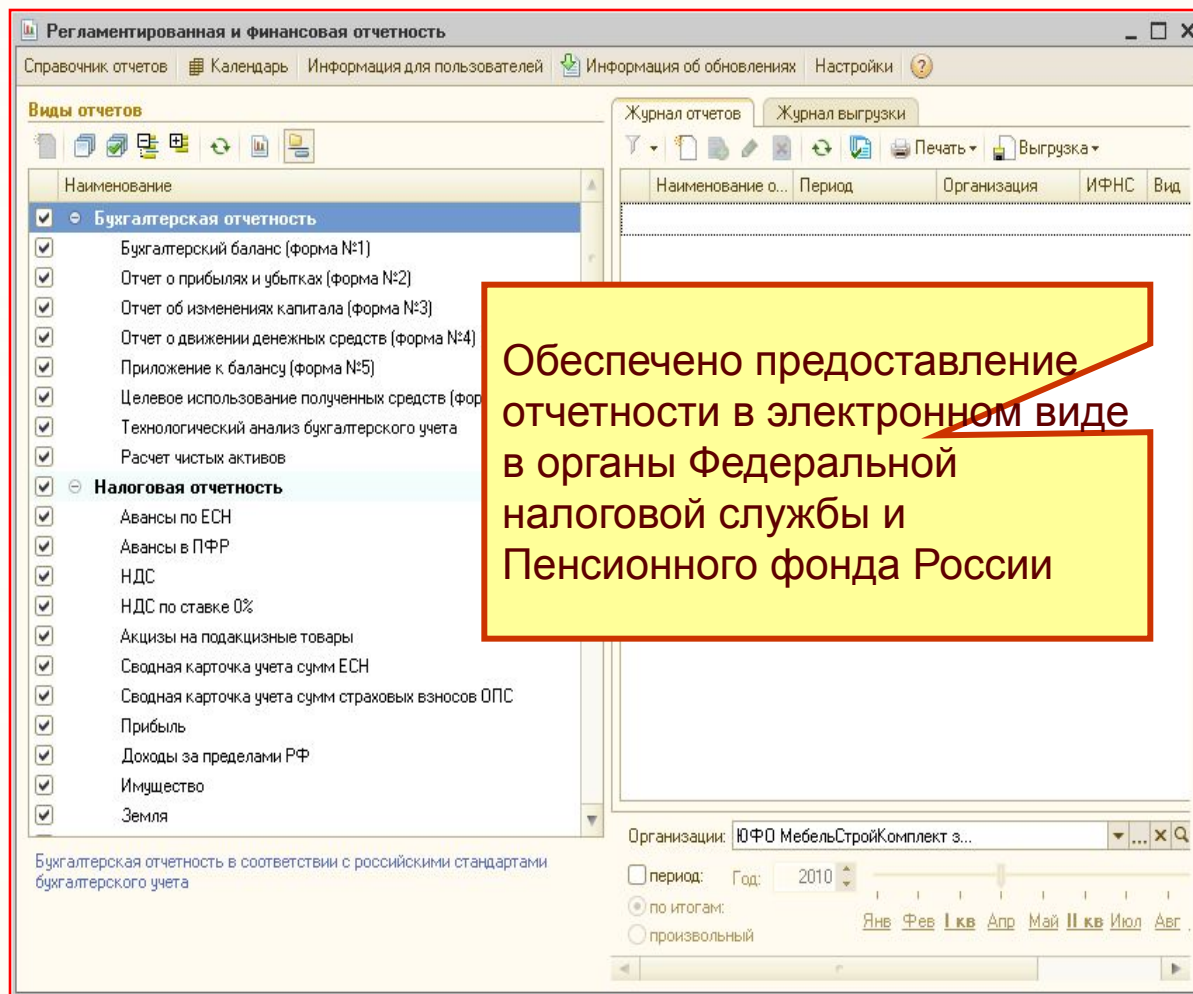 Регламентированная и финансовая отчетность
Справочник отчетов Календарь Информация для пользователей Информация об обновлениях Настройки ?
Виды отчетов
Наименование
Бухгалтерская отчетность
Бухгалтерский баланс (форма №1)
Отчет о прибылях и убытках (форма №2)
Отчет об изменениях капитала (форма №3)
Отчет о движении денежных средств (форма №4)
Приложение к балансу (форма №5)
Целевое использование полученных средств (фор
Технологический анализ бухгалтерского учета
Расчет чистых активов
Налоговая отчетность
Авансы по ЕСН
Авансы в ПФР
НДС
НДС по ставке 0%
Акцизы на подакцизные товары
Сводная карточка учета сумм ЕСН
Сводная карточка учета сумм страховых взносов ОПС
Прибыль
Доходы за пределами РФ
Имущество
Земля
Бухгалтерская отчетность в соответствии с российскими стандартами
бухгалтерского учета
Журнал отчетов Журнал выгрузки
Печать Выгрузка
Наименование о... Период Организация ИФНС Вид
Обеспечено предоставление
отчетности в электронном виде
в органы Федеральной
налоговой службы и
Пенсионного фонда России
Организации: ЮФО МебельСтройКомплект з... ...
период: Год: 2010
по итогам:
Янв Фев I кв Апр Май II кв Июл Авг
произвольный